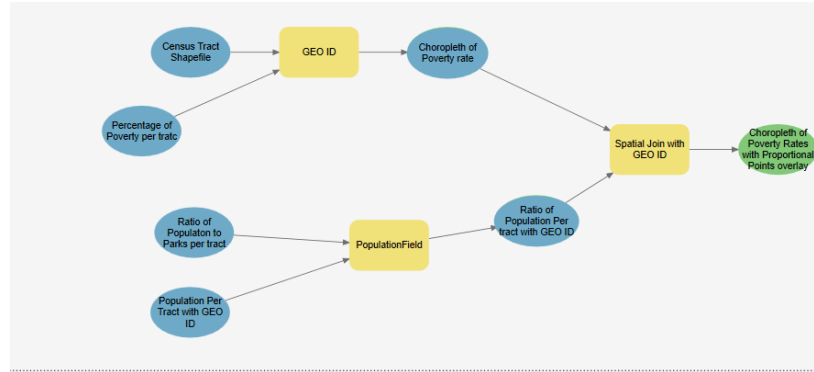 Census Tract
Shapefile
GEO ID
Choropleth of
Poverty rate
Percentage of
Poverty per tratc
Spatial Join with
GEO ID
Choropleth of
Poverty Rates
with Proportional
Points overlay
Ratio of
Populaton to
Parks per tract
PopulationField
Ratio of
Population Per
tract with GEO ID
Population Per
Tract with GEO
ID